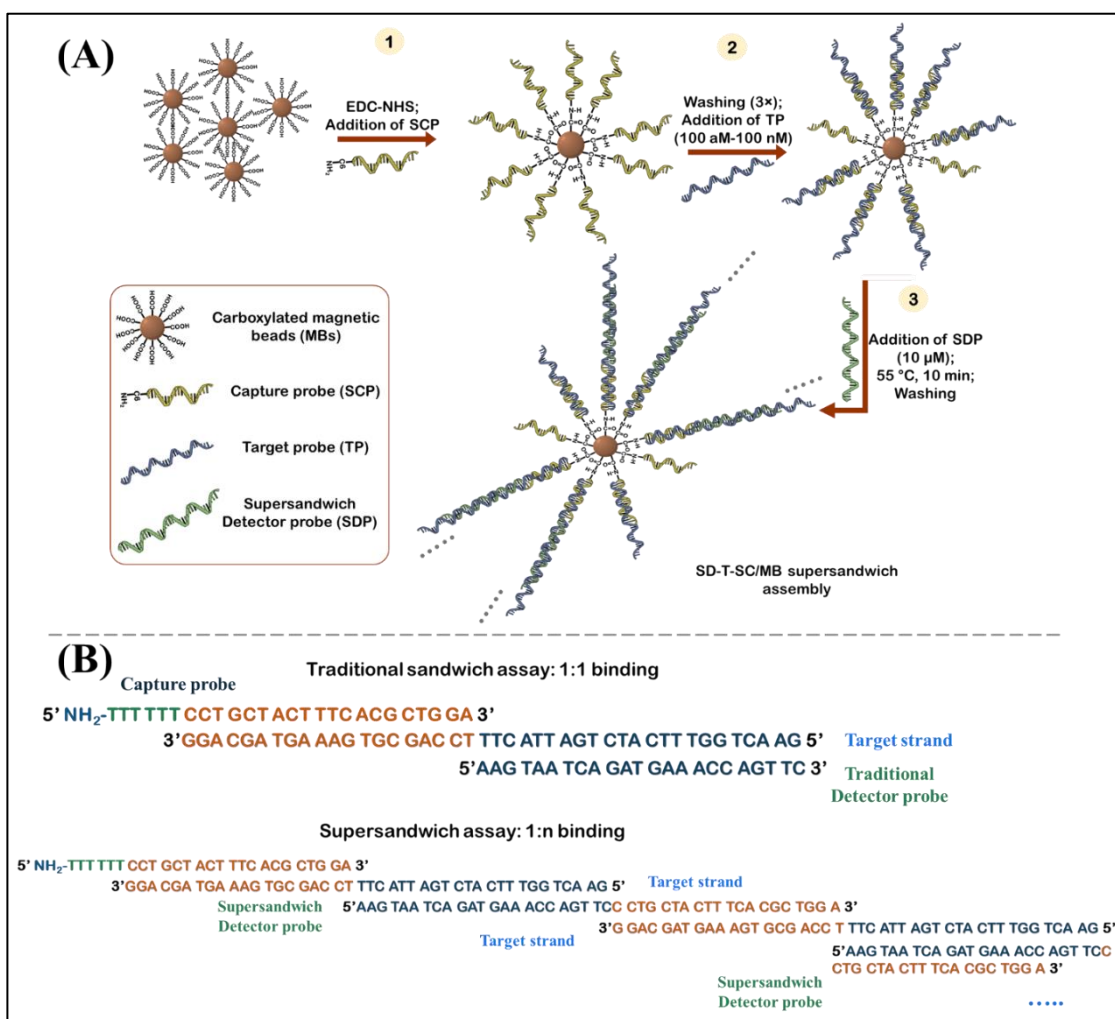 (A)
1
EDC-NHS;
Addition of SCP
2
Washing (3×);
Addition of TP
(100 aM-100 nM)
3
Addition of SDP
(10 µM);
55 °C, 10 min;
Washing
Carboxylated magnetic
beads (MBs)
Capture probe (SCP)
Target probe (TP)
Supersandwich
Detector probe (SDP)
SD-T-SC/MB supersandwich
assembly
(B)
Traditional sandwich assay: 1:1 binding
Capture probe
5’ NH2-TTT TTT CCT GCT ACT TTC ACG CTG GA 3’
3’GGA CGA TGA AAG TGC GAC CT TTC ATT AGT CTA CTT TGG TCA AG 5’ Target strand
5’AAG TAA TCA GAT GAA ACC AGT TC 3’
Traditional
Detector probe
Supersandwich assay: 1:n binding
5’ NH2-TTT TTT CCT GCT ACT TTC ACG CTG GA 3’
3’GGA CGA TGA AAG TGC GAC CT TTC ATT AGT CTA CTT TGG TCA AG 5’ Target strand
Supersandwich
Detector probe
5’AAG TAA TCA GAT GAA ACC AGT TCC CTG CTA CTT TCA CGC TGG A 3’
Target strand
3’G GAC GAT GAA AGT GCG ACC T TTC ATT AGT CTA CTT TGG TCA AG 5’
5’AAG TAA TCA GAT GAA ACC AGT TCC
CTG CTA CTT TCA CGC TGG A 3’
Supersandwich
Detector probe
.....